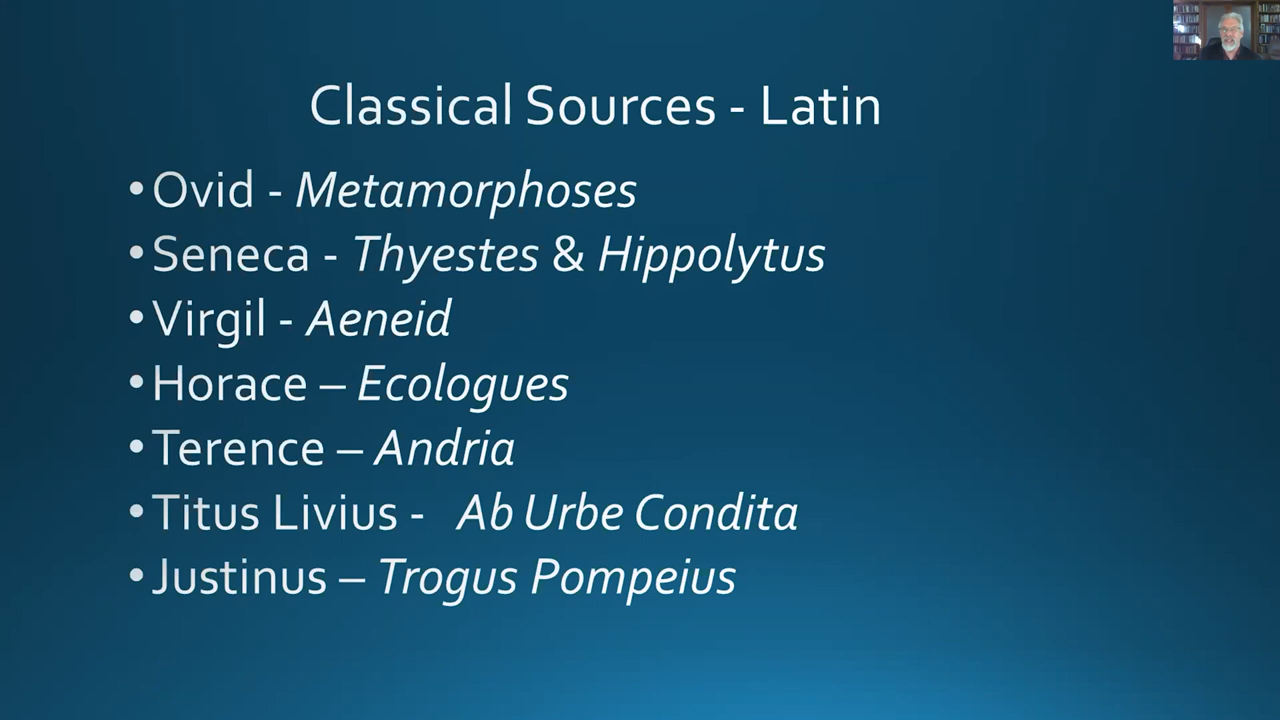 Classical Sources - Latin
•Ovid - Metamorphoses
•Seneca - Thyestes & Hippolytus
•Virgil - Aeneid
•Horace – Ecologues
•Terence – Andria
•Titus Livius - Ab Urbe Condita
•Justinus – Trogus Pompeius